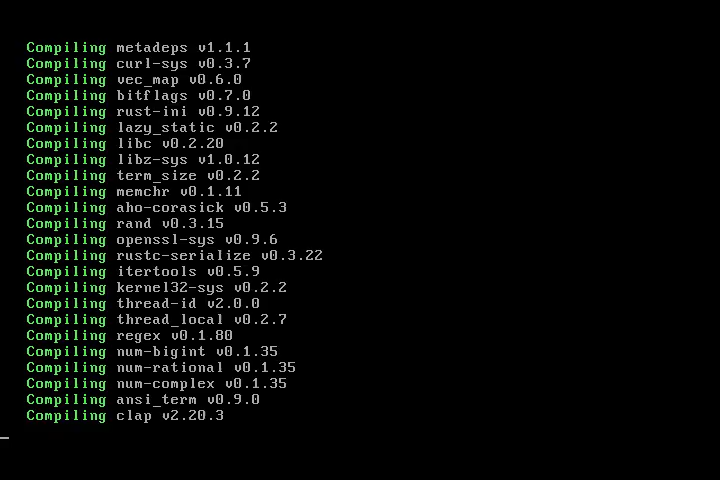 Compiling metadeps v1.1.1
Compiling curl-sys v0.3.7
Compiling vec_map v0.6.0
Compiling bitflags v0.7.0
Compiling rust-ini v0.9.12
Compiling lazy_static v0.2.2
Compiling libc v0.2.20
Compiling libz-sys v1.0.12
Compiling term_size v0.2.2
Compiling memchr v0.1.11
Compiling aho-corasick v0.5.3
Compiling rand v0.3.15
Compiling openssl-sys v0.9.6
Compiling rustc-serialize v0.3.22
Compiling itertools v0.5.9
Compiling kernel32-sys v0.2.2
Compiling thread-id v2.0.0
Compiling thread_local v0.2.7
Compiling regex v0.1.80
Compiling num-bigint v0.1.35
Compiling num-rational v0.1.35
Compiling num-complex v0.1.35
Compiling ansi_term v0.9.0
Compiling clap v2.20.3